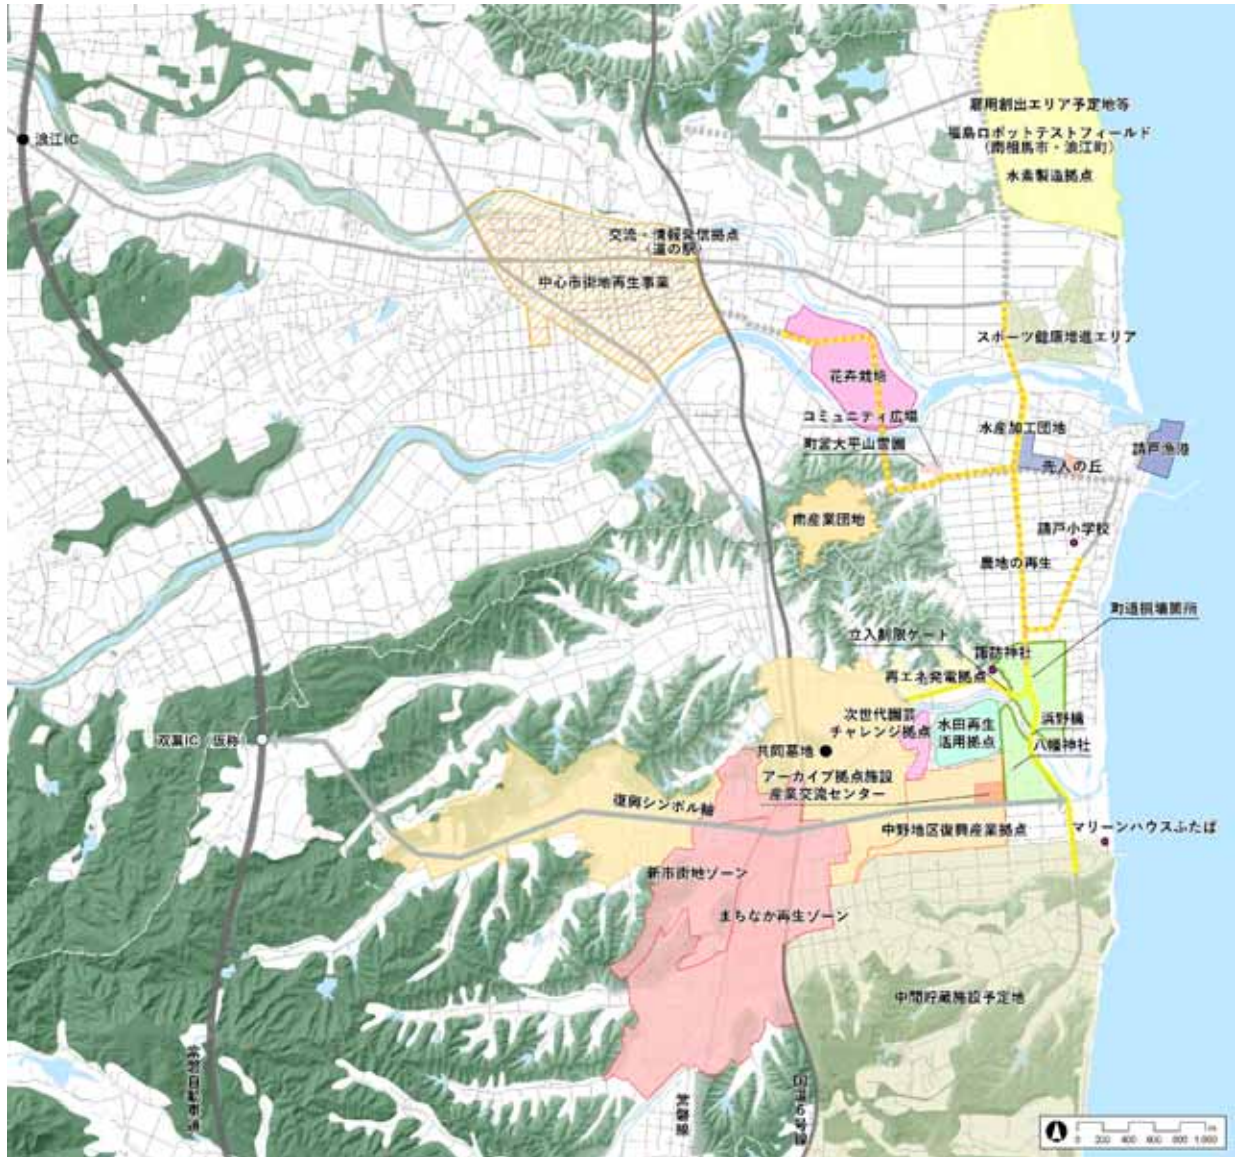 雇用創出エリア予定地等
福島ロボットテストフィールド
（南相馬市・浪江町）
水素製造拠点
浪江IC
交流・情報発信拠点
（道の駅）
中心市街地再生事業
スポーツ健康増進エリア
花卉栽培
コミュニティ広場
町営大平山霊園
水産加工団地
先人の丘
請戸漁港
南産業団地
請戸小学校
農地の再生
町道損壊箇所
立入制限ゲート
諏訪神社
再エネ発電拠点
次世代園芸
チャレンジ拠点
水田再生
活用拠点
浜野橋
八幡神社
双葉IC（仮称）
共同墓地
アーカイブ拠点施設
産業交流センター
復興シンボル軸
中野地区復興産業拠点
マリーンハウスふたば
新市街地ゾーン
まちなか再生ゾーン
中間貯蔵施設予定地
常磐自動車道
常磐線
国道6号線
0 200 400 600 800 1,000 m